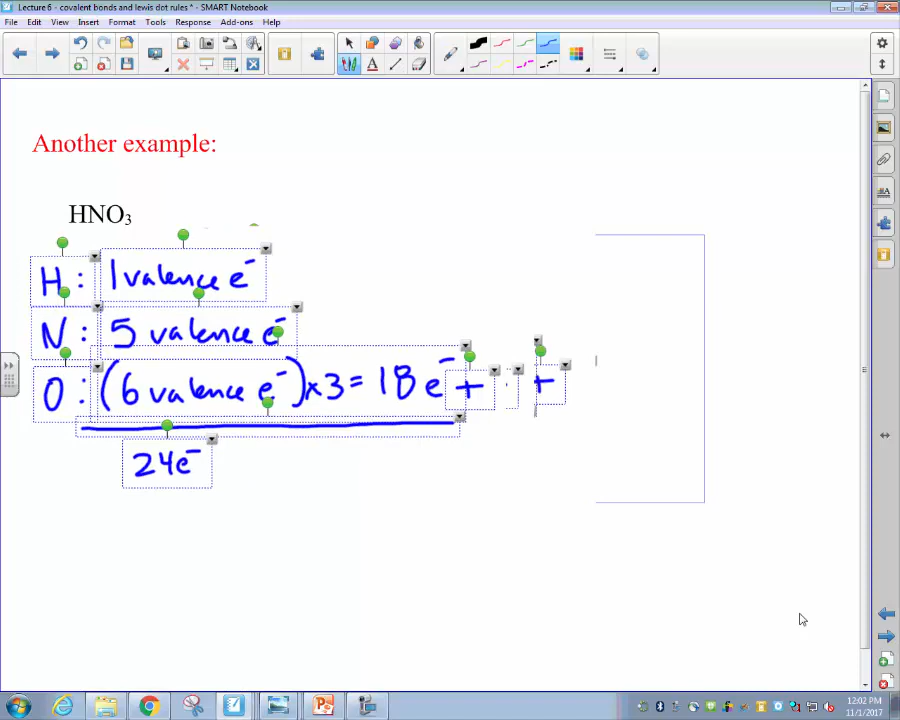 Lecture 6 - covalent bonds and lewis dot rules * - SMART Notebook
File Edit View Insert Format Tools Response Add-ons Help
Another example:
HNO₃
H: 1 valence e⁻
N: 5 valence e⁻
O: (6 valence e⁻) x 3 = 18 e⁻ + · +
24e⁻
12:02 PM
11/1/2017